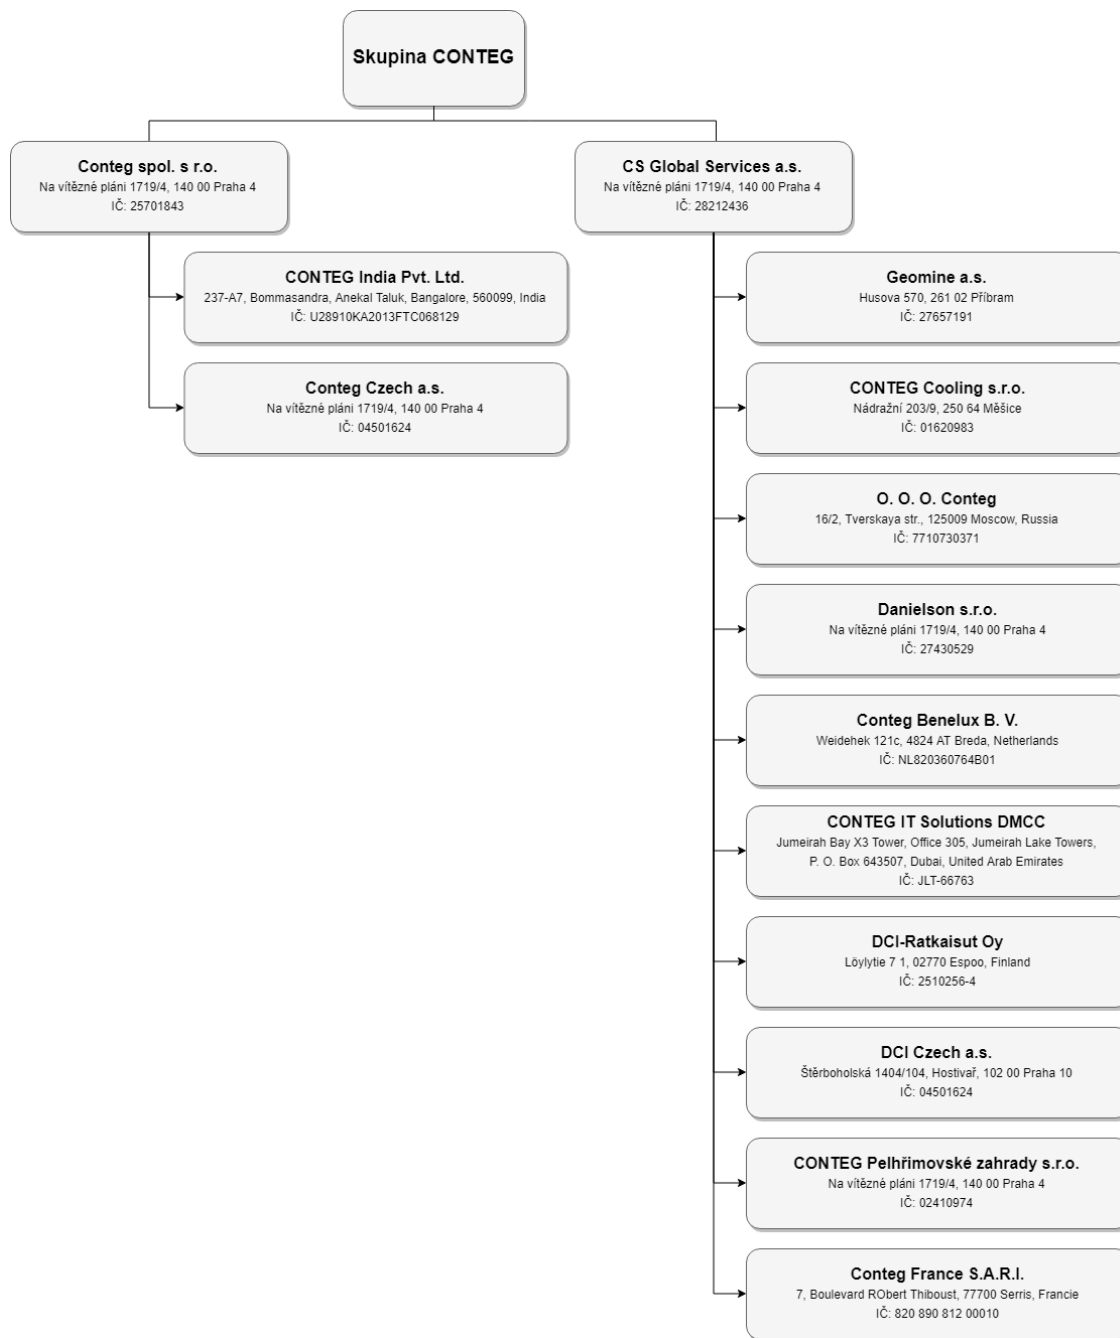 Skupina CONTEG
Conteg spol. s r.o.
Na vítězné pláni 1719/4, 140 00 Praha 4
IČ: 25701843
CONTEG India Pvt. Ltd.
237-A7, Bommasandra, Anekal Taluk, Bangalore, 560099, India
IČ: U28910KA2013FTC068129
Conteg Czech a.s.
Na vítězné pláni 1719/4, 140 00 Praha 4
IČ: 04501624
CS Global Services a.s.
Na vítězné pláni 1719/4, 140 00 Praha 4
IČ: 28212436
Geomine a.s.
Husova 570, 261 02 Příbram
IČ: 27657191
CONTEG Cooling s.r.o.
Nádražní 203/9, 250 64 Měšice
IČ: 01620983
O. O. O. Conteg
16/2, Tverskaya str., 125009 Moscow, Russia
IČ: 7710730371
Danielson s.r.o.
Na vítězné pláni 1719/4, 140 00 Praha 4
IČ: 27430529
Conteg Benelux B. V.
Weidehek 121c, 4824 AT Breda, Netherlands
IČ: NL820360764B01
CONTEG IT Solutions DMCC
Jumeirah Bay X3 Tower, Office 305, Jumeirah Lake Towers,
P. O. Box 643507, Dubai, United Arab Emirates
IČ: JLT-66763
DCI-Ratkaisut Oy
Löylytie 7 1, 02770 Espoo, Finland
IČ: 2510256-4
DCI Czech a.s.
Štěrboholská 1404/104, Hostivař, 102 00 Praha 10
IČ: 04501624
CONTEG Pelhřimovské zahrady s.r.o.
Na vítězné pláni 1719/4, 140 00 Praha 4
IČ: 02410974
Conteg France S.A.R.l.
7, Boulevard RObert Thiboust, 77700 Serris, Francie
IČ: 820 890 812 00010